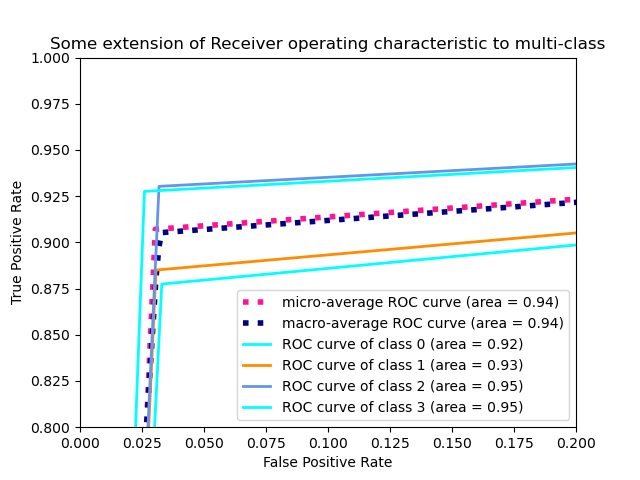 Some extension of Receiver operating characteristic to multi-class
1.000
0.975
0.950
0.925
0.900
0.875
0.850
0.825
0.800
True Positive Rate
micro-average ROC curve (area = 0.94)
macro-average ROC curve (area = 0.94)
ROC curve of class 0 (area = 0.92)
ROC curve of class 1 (area = 0.93)
ROC curve of class 2 (area = 0.95)
ROC curve of class 3 (area = 0.95)
0.000 0.025 0.050 0.075 0.100 0.125 0.150 0.175 0.200
False Positive Rate